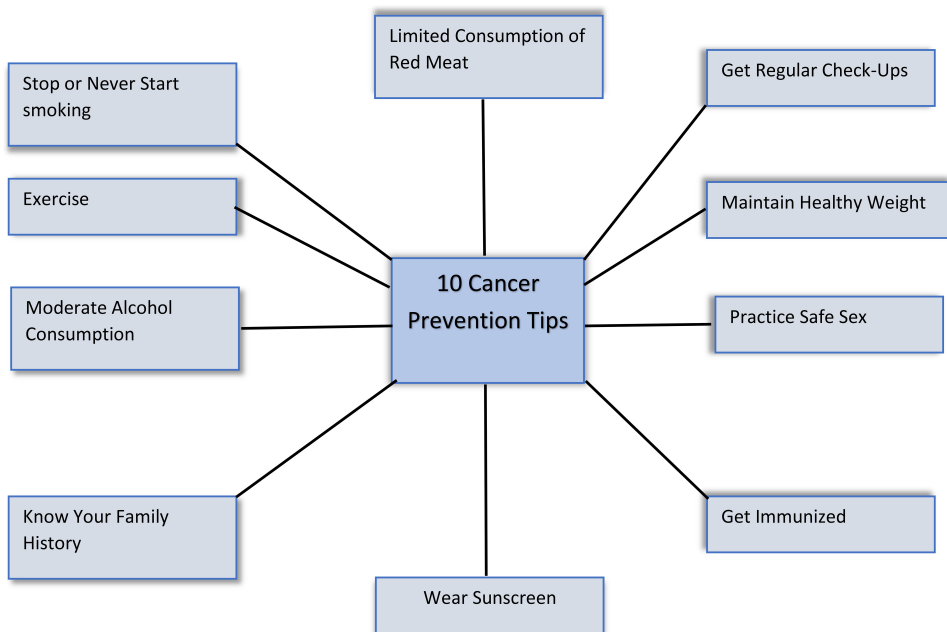 Limited Consumption of
Red Meat
Stop or Never Start
smoking
Get Regular Check-Ups
Exercise
Maintain Healthy Weight
10 Cancer
Prevention Tips
Moderate Alcohol
Consumption
Practice Safe Sex
Know Your Family
History
Get Immunized
Wear Sunscreen